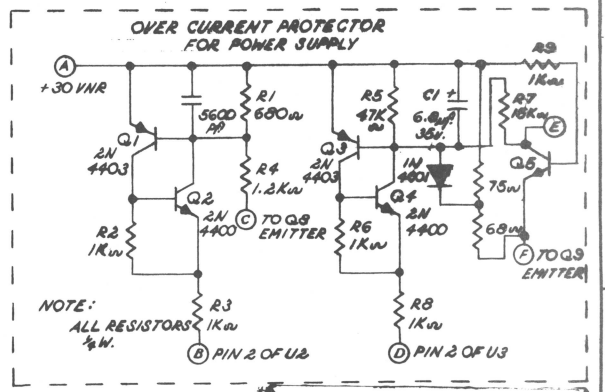 OVER CURRENT PROTECTOR
FOR POWER SUPPLY
A
+30 VNR
5600
Pf
R1
680Ω
R5
47K
Ω
C1 +
6.8μf.
35V.
R9
1KΩ
R7
15KΩ
E
Q1
2N
4403
Q2
2N
4400
R4
1.2KΩ
C TO Q8
EMITTER
Q3
2N
4403
Q4
2N
4400
1N
4001
75Ω
68Ω
Q5
F TO Q9
EMITTER
R2
1KΩ
R6
1KΩ
R3
1KΩ
R8
1KΩ
NOTE:
ALL RESISTORS
¼W.
B PIN 2 OF U2
D PIN 2 OF U3